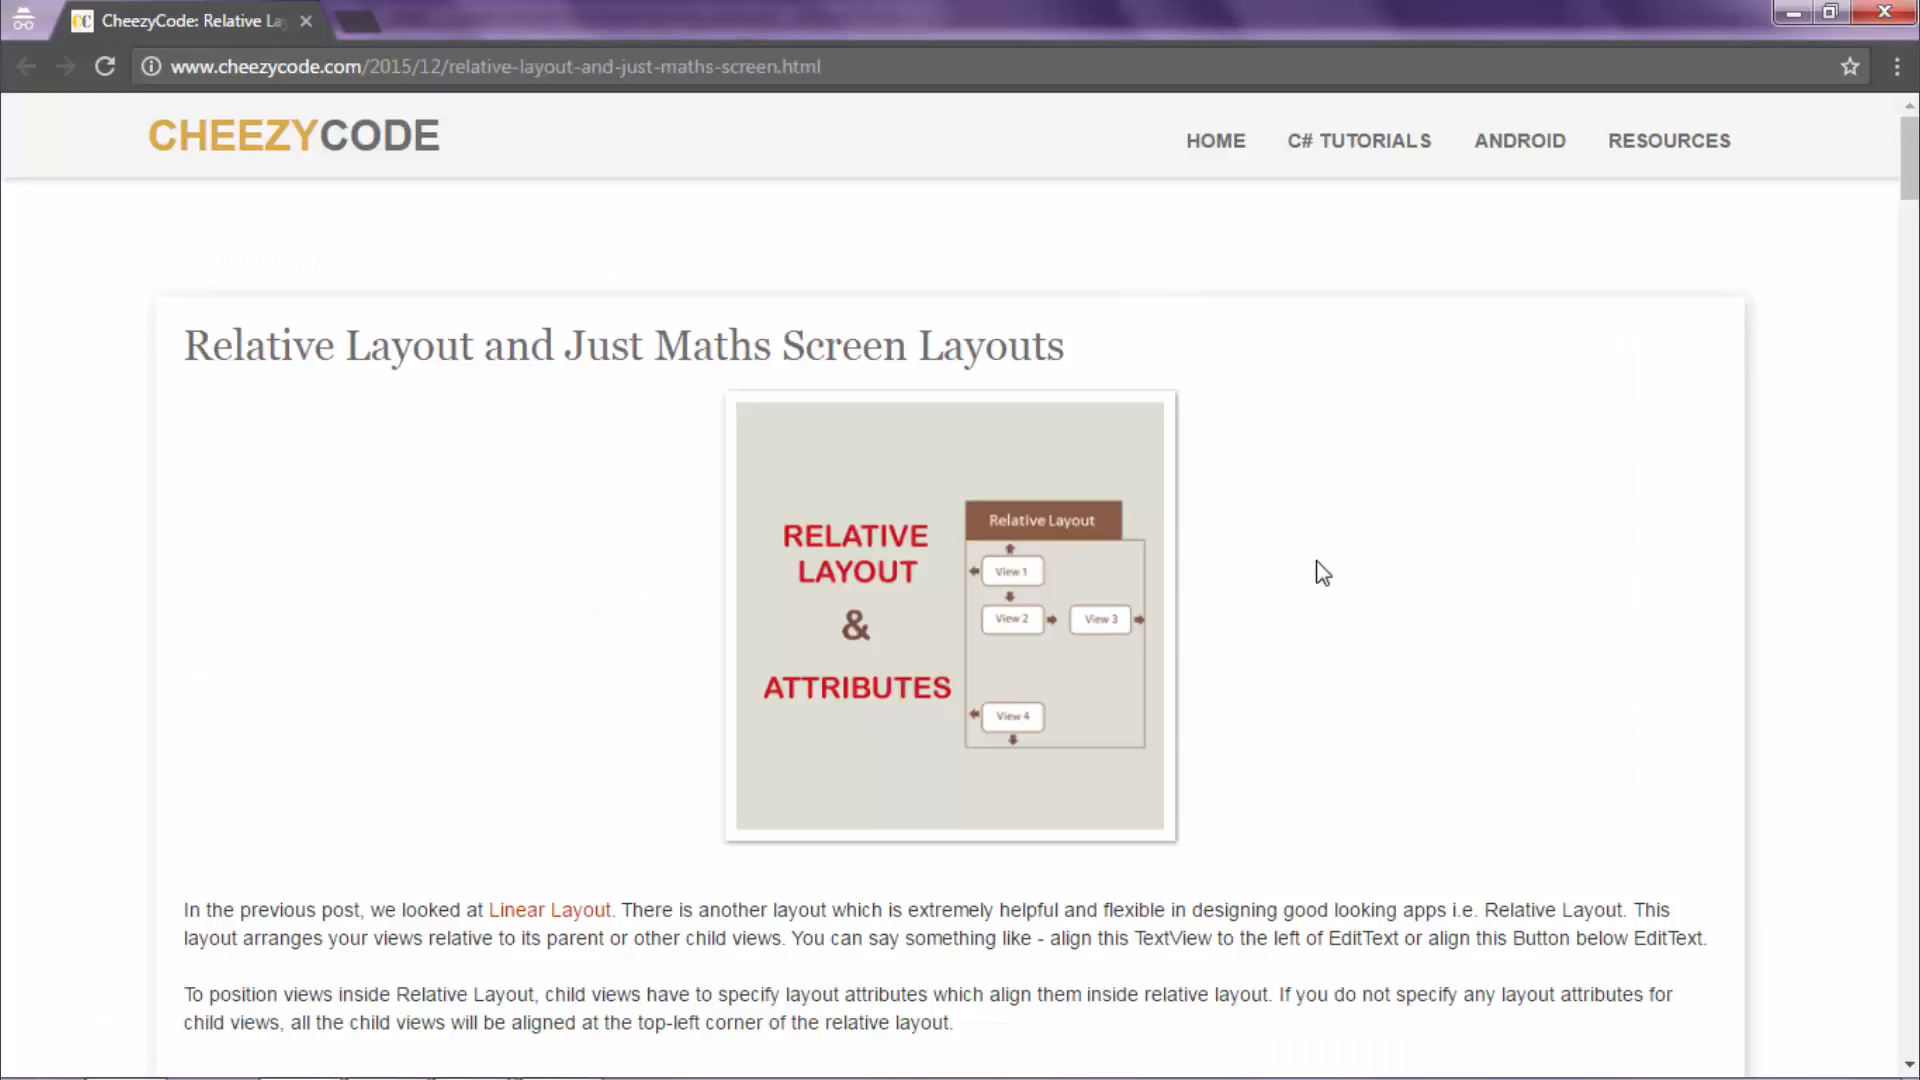 CheezyCode: Relative La
www.cheezycode.com/2015/12/relative-layout-and-just-maths-screen.html
CHEEZYCODE
HOME C# TUTORIALS ANDROID RESOURCES
Relative Layout and Just Maths Screen Layouts
RELATIVE
LAYOUT
&
ATTRIBUTES
Relative Layout
View 1
View 2 View 3
View 4
In the previous post, we looked at Linear Layout. There is another layout which is extremely helpful and flexible in designing good looking apps i.e. Relative Layout. This
layout arranges your views relative to its parent or other child views. You can say something like - align this TextView to the left of EditText or align this Button below EditText.
To position views inside Relative Layout, child views have to specify layout attributes which align them inside relative layout. If you do not specify any layout attributes for
child views, all the child views will be aligned at the top-left corner of the relative layout.